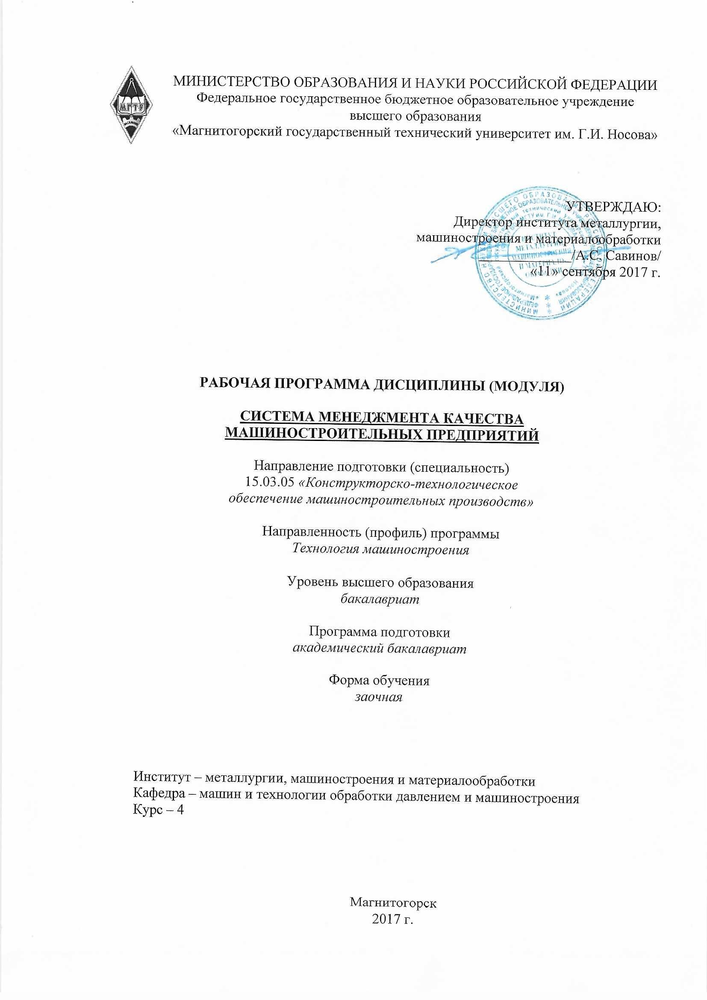 МГТУ
МИНИСТЕРСТВО ОБРАЗОВАНИЯ И НАУКИ РОССИЙСКОЙ ФЕДЕРАЦИИ
Федеральное государственное бюджетное образовательное учреждение
высшего образования
«Магнитогорский государственный технический университет им. Г.И. Носова»
УТВЕРЖДАЮ:
Директор института металлургии,
машиностроения и материалообработки
/А.С. Савинов/
«11» сентября 2017 г.
РАБОЧАЯ ПРОГРАММА ДИСЦИПЛИНЫ (МОДУЛЯ)
СИСТЕМА МЕНЕДЖМЕНТА КАЧЕСТВА
МАШИНОСТРОИТЕЛЬНЫХ ПРЕДПРИЯТИЙ
Направление подготовки (специальность)
15.03.05 «Конструкторско-технологическое
обеспечение машиностроительных производств»
Направленность (профиль) программы
Технология машиностроения
Уровень высшего образования
бакалавриат
Программа подготовки
академический бакалавриат
Форма обучения
заочная
Институт – металлургии, машиностроения и материалообработки
Кафедра – машин и технологии обработки давлением и машиностроения
Курс – 4
Магнитогорск
2017 г.